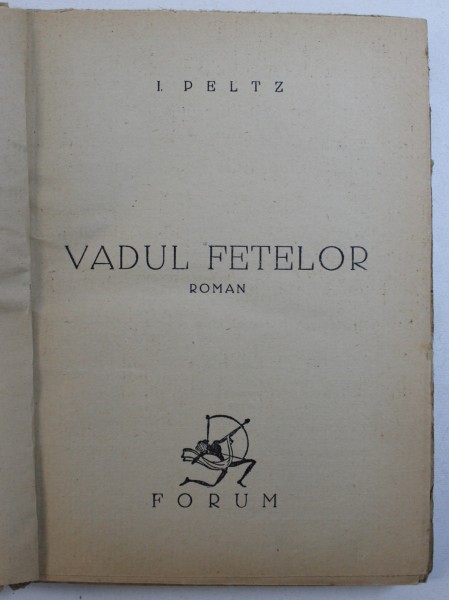 I. PELTZ
VADUL FETELOR
ROMAN
FORUM